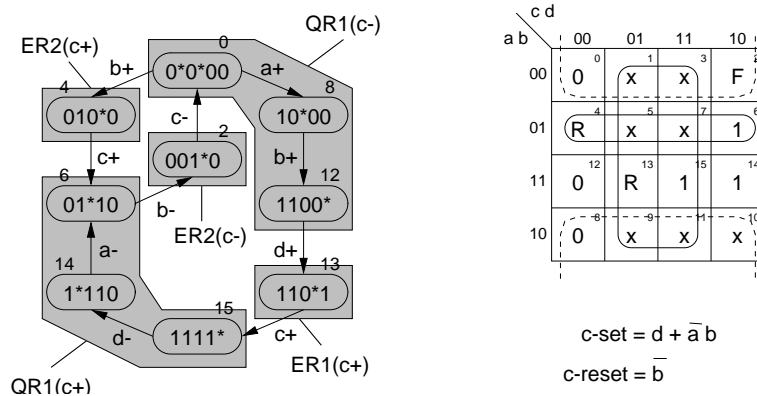 ER2(c+)
QR1(c-)
0
0*0*00
b+
a+
4
010*0
8
10*00
c-
2
001*0
c+
b+
6
01*10
12
1100*
b-
ER2(c-)
a-
d+
14
1*110
13
110*1
15
1111*
c+
d-
ER1(c+)
QR1(c+)
c d
a b
00 01 11 10
00 0 0 x 1 x 3 F 2
01 R 4 x 5 x 7 1 6
11 0 12 R 13 1 15 1 14
10 0 8 x 9 x 11 x 10
c-set = d + a̅ b
c-reset = b̅